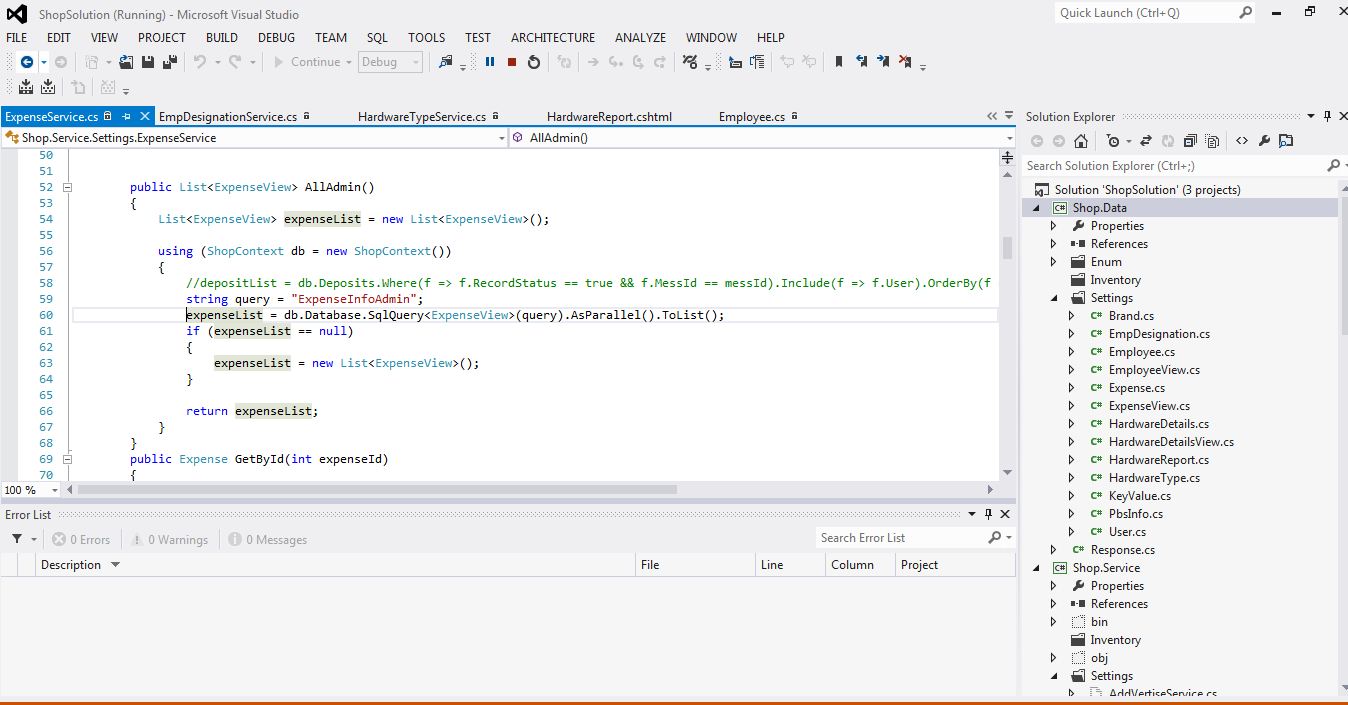 ShopSolution (Running) - Microsoft Visual Studio
Quick Launch (Ctrl+Q)
FILE EDIT VIEW PROJECT BUILD DEBUG TEAM SQL TOOLS TEST ARCHITECTURE ANALYZE WINDOW HELP
Continue Debug
ExpenseService.cs EmpDesignationService.cs HardwareTypeService.cs HardwareReport.cshtml Employee.cs
Shop.Service.Settings.ExpenseService AllAdmin()
50
51
52 public List<ExpenseView> AllAdmin()
53 {
54 List<ExpenseView> expenseList = new List<ExpenseView>();
55
56 using (ShopContext db = new ShopContext())
57 {
58 //depositList = db.Deposits.Where(f => f.RecordStatus == true && f.MessId == messId).Include(f => f.User).OrderBy(f
59 string query = "ExpenseInfoAdmin";
60 expenseList = db.Database.SqlQuery<ExpenseView>(query).AsParallel().ToList();
61 if (expenseList == null)
62 {
63 expenseList = new List<ExpenseView>();
64 }
65
66 return expenseList;
67 }
68 }
69 public Expense GetById(int expenseId)
70 {
100 %
Error List
0 Errors 0 Warnings 0 Messages
Search Error List
Description File Line Column Project
Solution Explorer
Search Solution Explorer (Ctrl+;)
Solution 'ShopSolution' (3 projects)
C# Shop.Data
Properties
References
Enum
Inventory
Settings
C# Brand.cs
C# EmpDesignation.cs
C# Employee.cs
C# EmployeeView.cs
C# Expense.cs
C# ExpenseView.cs
C# HardwareDetails.cs
C# HardwareDetailsView.cs
C# HardwareReport.cs
C# HardwareType.cs
C# KeyValue.cs
C# PbsInfo.cs
C# User.cs
C# Response.cs
C# Shop.Service
Properties
References
bin
Inventory
obj
Settings
AddVertiseService.cs